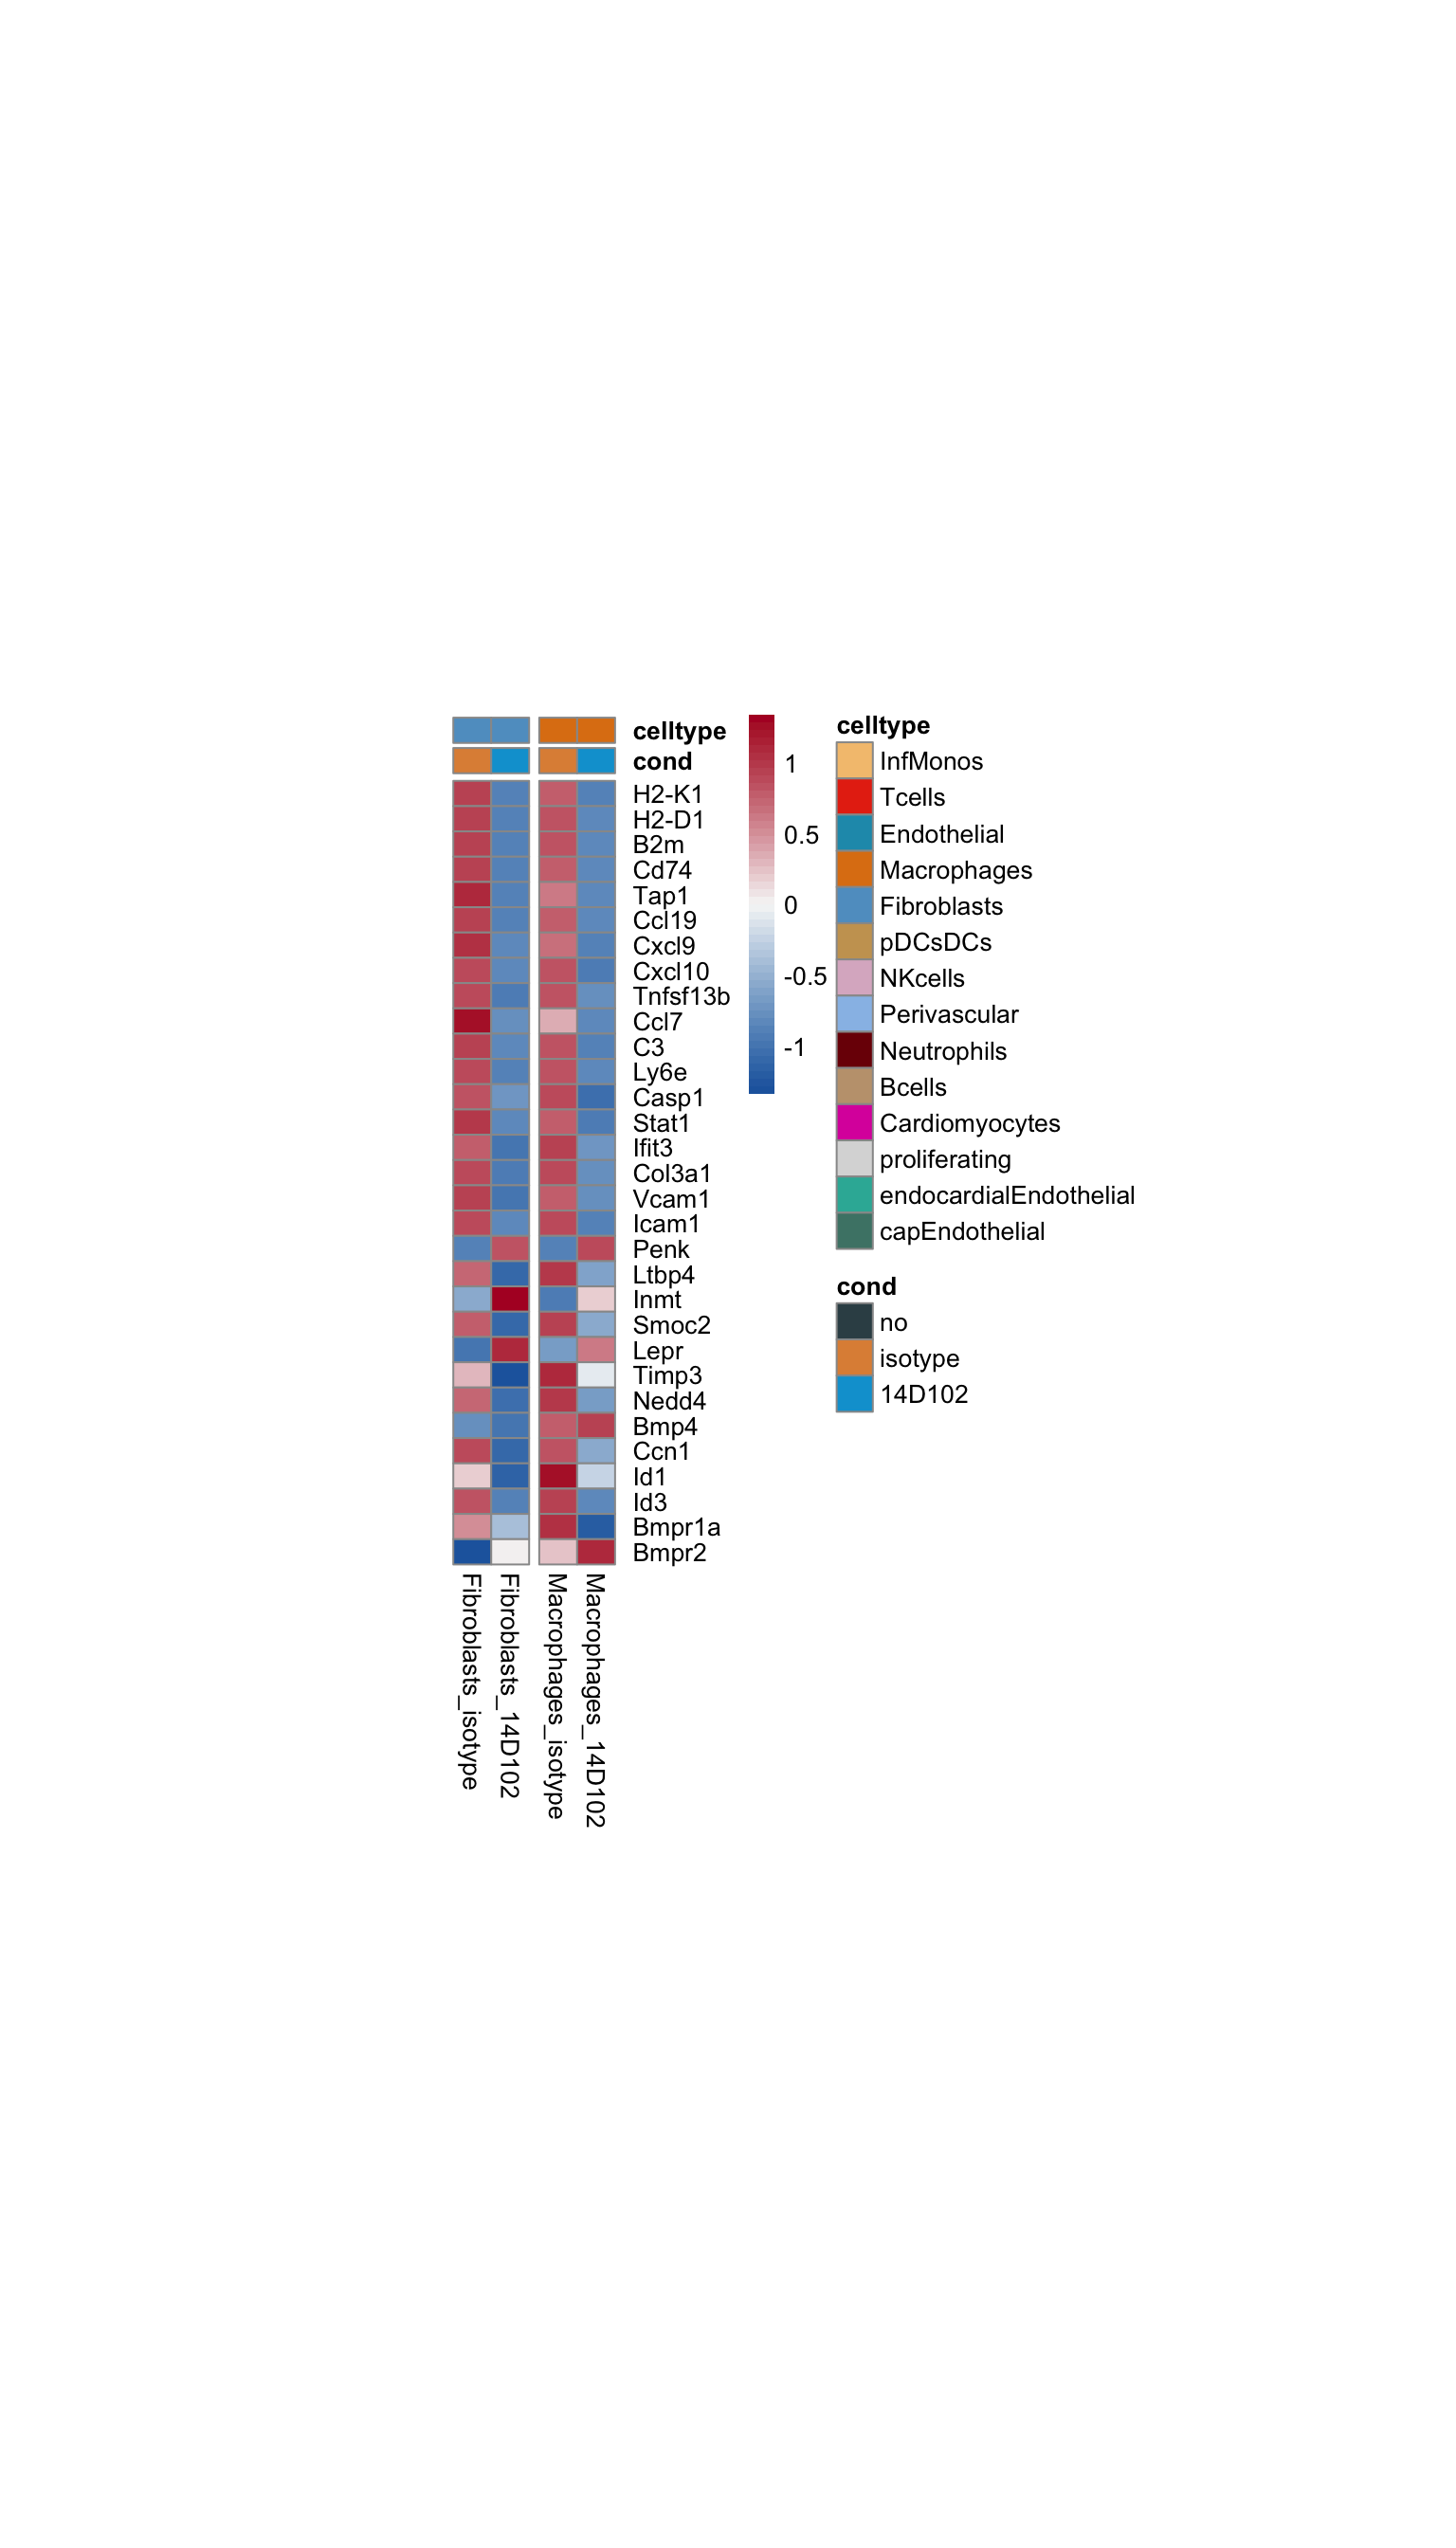 celltype
cond
H2-K1
H2-D1
B2m
Cd74
Tap1
Ccl19
Cxcl9
Cxcl10
Tnfsf13b
Ccl7
C3
Ly6e
Casp1
Stat1
Ifit3
Col3a1
Vcam1
Icam1
Penk
Ltbp4
Inmt
Smoc2
Lepr
Timp3
Nedd4
Bmp4
Ccn1
Id1
Id3
Bmpr1a
Bmpr2
Fibroblasts_isotype
Fibroblasts_14D102
Macrophages_isotype
Macrophages_14D102
1
0.5
0
-0.5
-1
celltype
InfMonos
Tcells
Endothelial
Macrophages
Fibroblasts
pDCsDCs
NKcells
Perivascular
Neutrophils
Bcells
Cardiomyocytes
proliferating
endocardialEndothelial
capEndothelial
cond
no
isotype
14D102